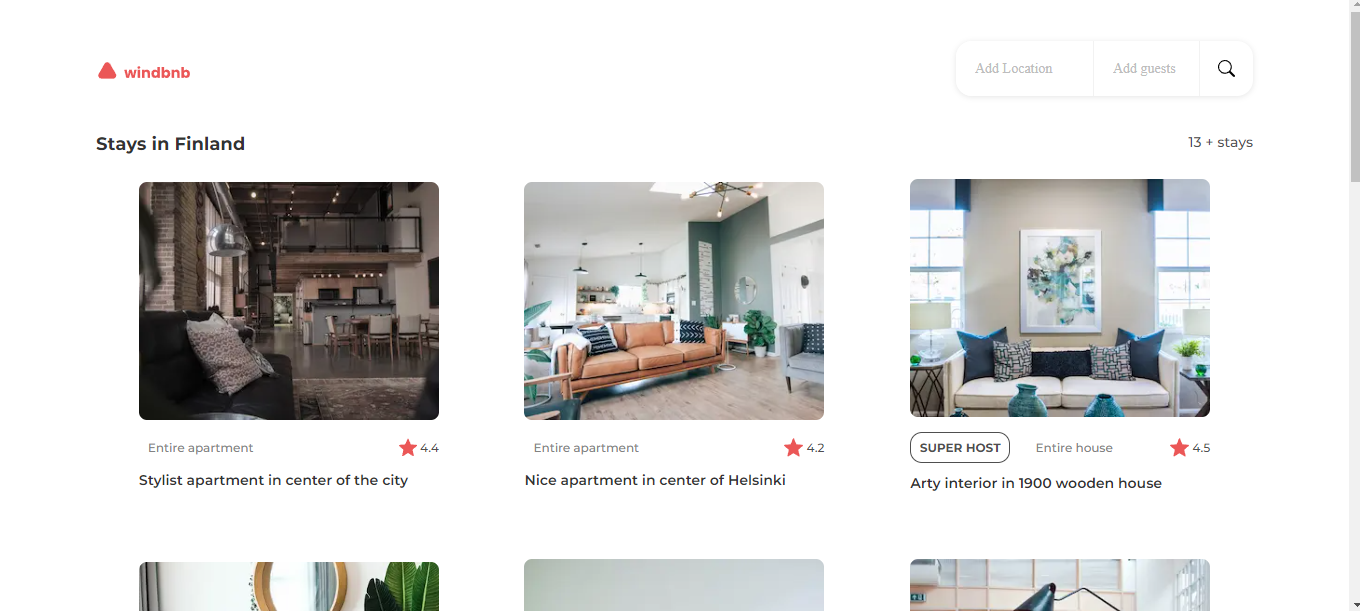 windbnb
Add Location
Add guests
Stays in Finland
13 + stays
Entire apartment
4.4
Stylist apartment in center of the city
Entire apartment
4.2
Nice apartment in center of Helsinki
SUPER HOST
Entire house
4.5
Arty interior in 1900 wooden house